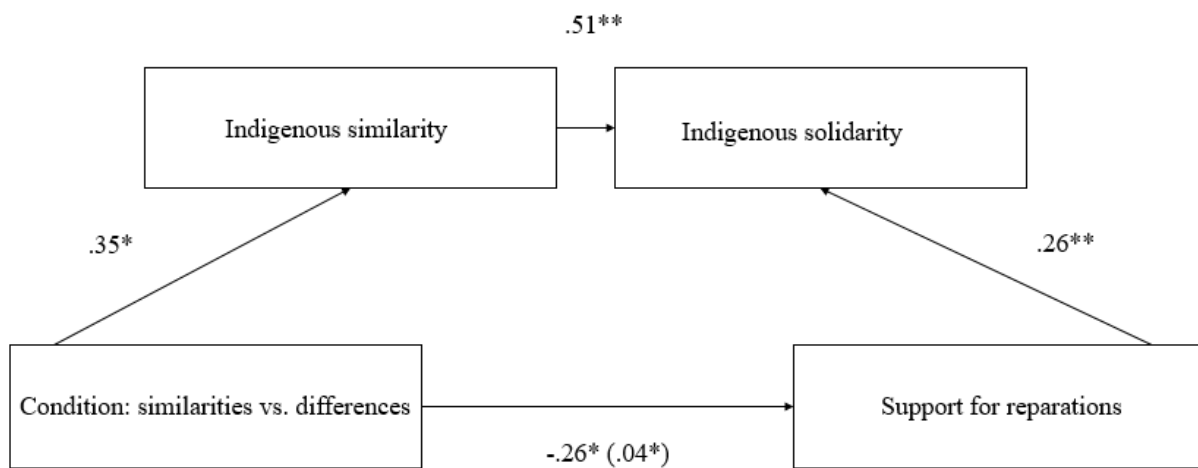 .51**
Indigenous similarity
Indigenous solidarity
.35*
.26**
Condition: similarities vs. differences
Support for reparations
-.26* (.04*)